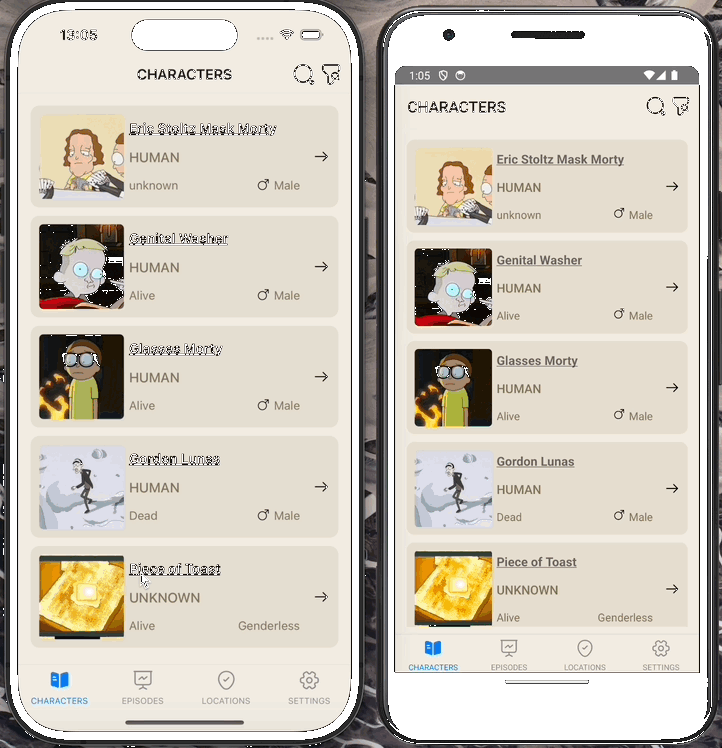 13:05
CHARACTERS
Eric Stoltz Mask Morty
HUMAN
unknown
Male
Genital Washer
HUMAN
Alive
Male
Glasses Morty
HUMAN
Alive
Male
Gordon Lunas
HUMAN
Dead
Male
Piece of Toast
UNKNOWN
Alive
Genderless
CHARACTERS
EPISODES
LOCATIONS
SETTINGS
1:05
CHARACTERS
Eric Stoltz Mask Morty
HUMAN
unknown
Male
Genital Washer
HUMAN
Alive
Male
Glasses Morty
HUMAN
Alive
Male
Gordon Lunas
HUMAN
Dead
Male
Piece of Toast
UNKNOWN
Alive
Genderless
CHARACTERS
EPISODES
LOCATIONS
SETTINGS